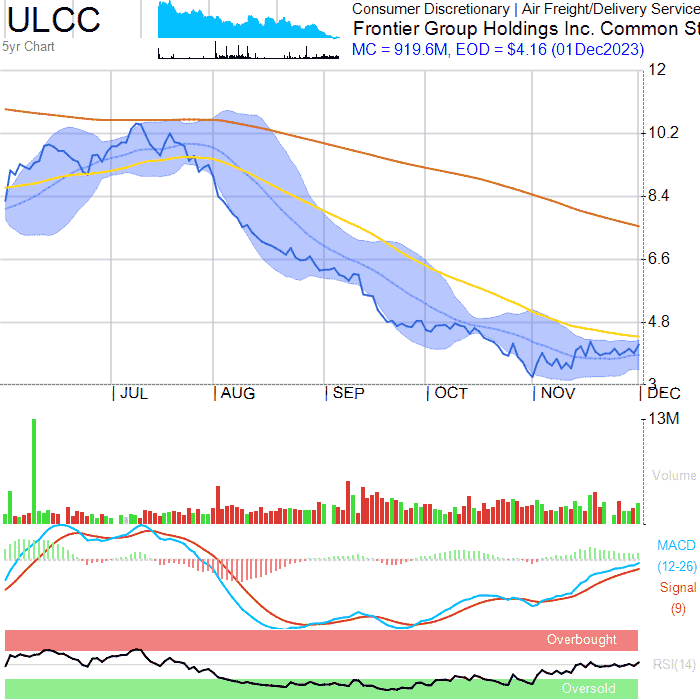 ULCC
5yr Chart
Consumer Discretionary | Air Freight/Delivery Service
Frontier Group Holdings Inc. Common St
MC = 919.6M, EOD = $4.16 (01Dec2023)
12
10.2
8.4
6.6
4.8
3
| JUL | AUG | SEP | OCT | NOV | DEC
13M
Volume
MACD
(12-26)
Signal
(9)
Overbought
RSI(14)
Oversold